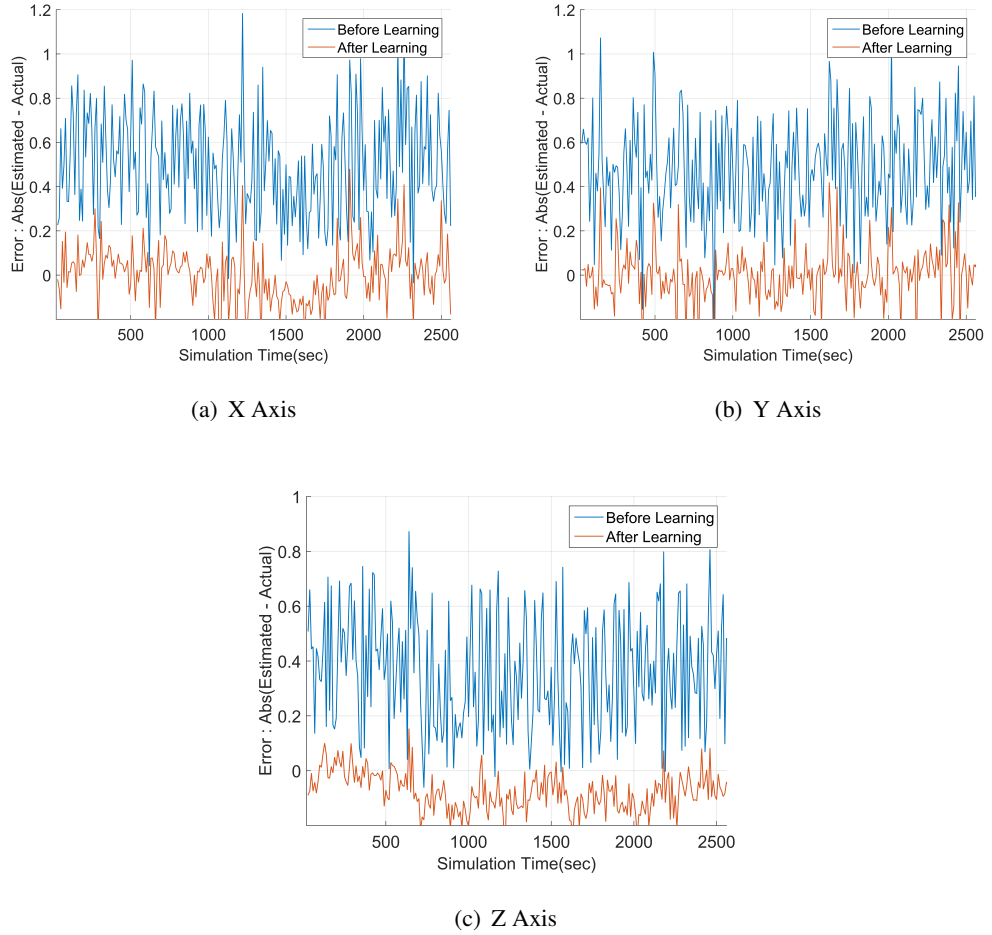 1.2
1
0.8
0.6
0.4
0.2
0
Error : Abs(Estimated - Actual)
Before Learning
After Learning
500 1000 1500 2000 2500
Simulation Time(sec)
(a) X Axis
1.2
1
0.8
0.6
0.4
0.2
0
Error : Abs(Estimated - Actual)
Before Learning
After Learning
500 1000 1500 2000 2500
Simulation Time(sec)
(b) Y Axis
1
0.8
0.6
0.4
0.2
0
Error : Abs(Estimated - Actual)
Before Learning
After Learning
500 1000 1500 2000 2500
Simulation Time(sec)
(c) Z Axis